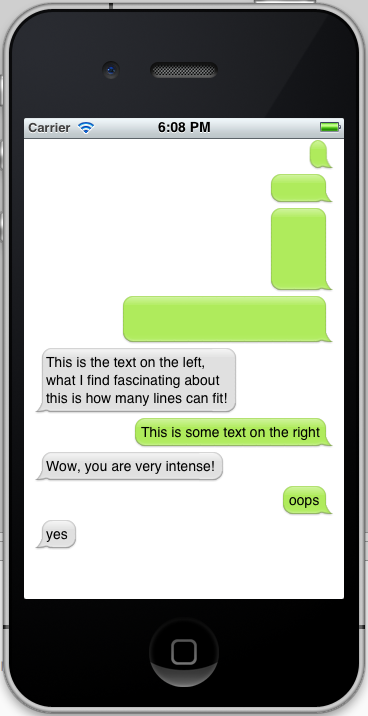 Carrier 6:08 PM
This is the text on the left,
what I find fascinating about
this is how many lines can fit!
This is some text on the right
Wow, you are very intense!
oops
yes